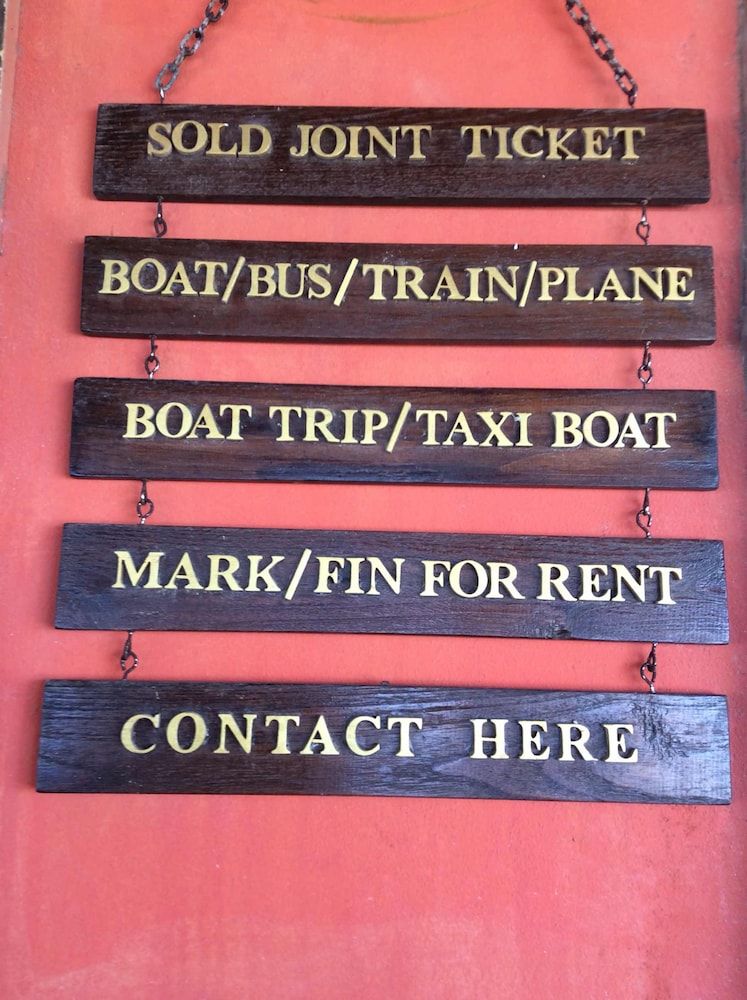 SOLD JOINT TICKET
BOAT/BUS/TRAIN/PLANE
BOAT TRIP/TAXI BOAT
MARK/FIN FOR RENT
CONTACT HERE